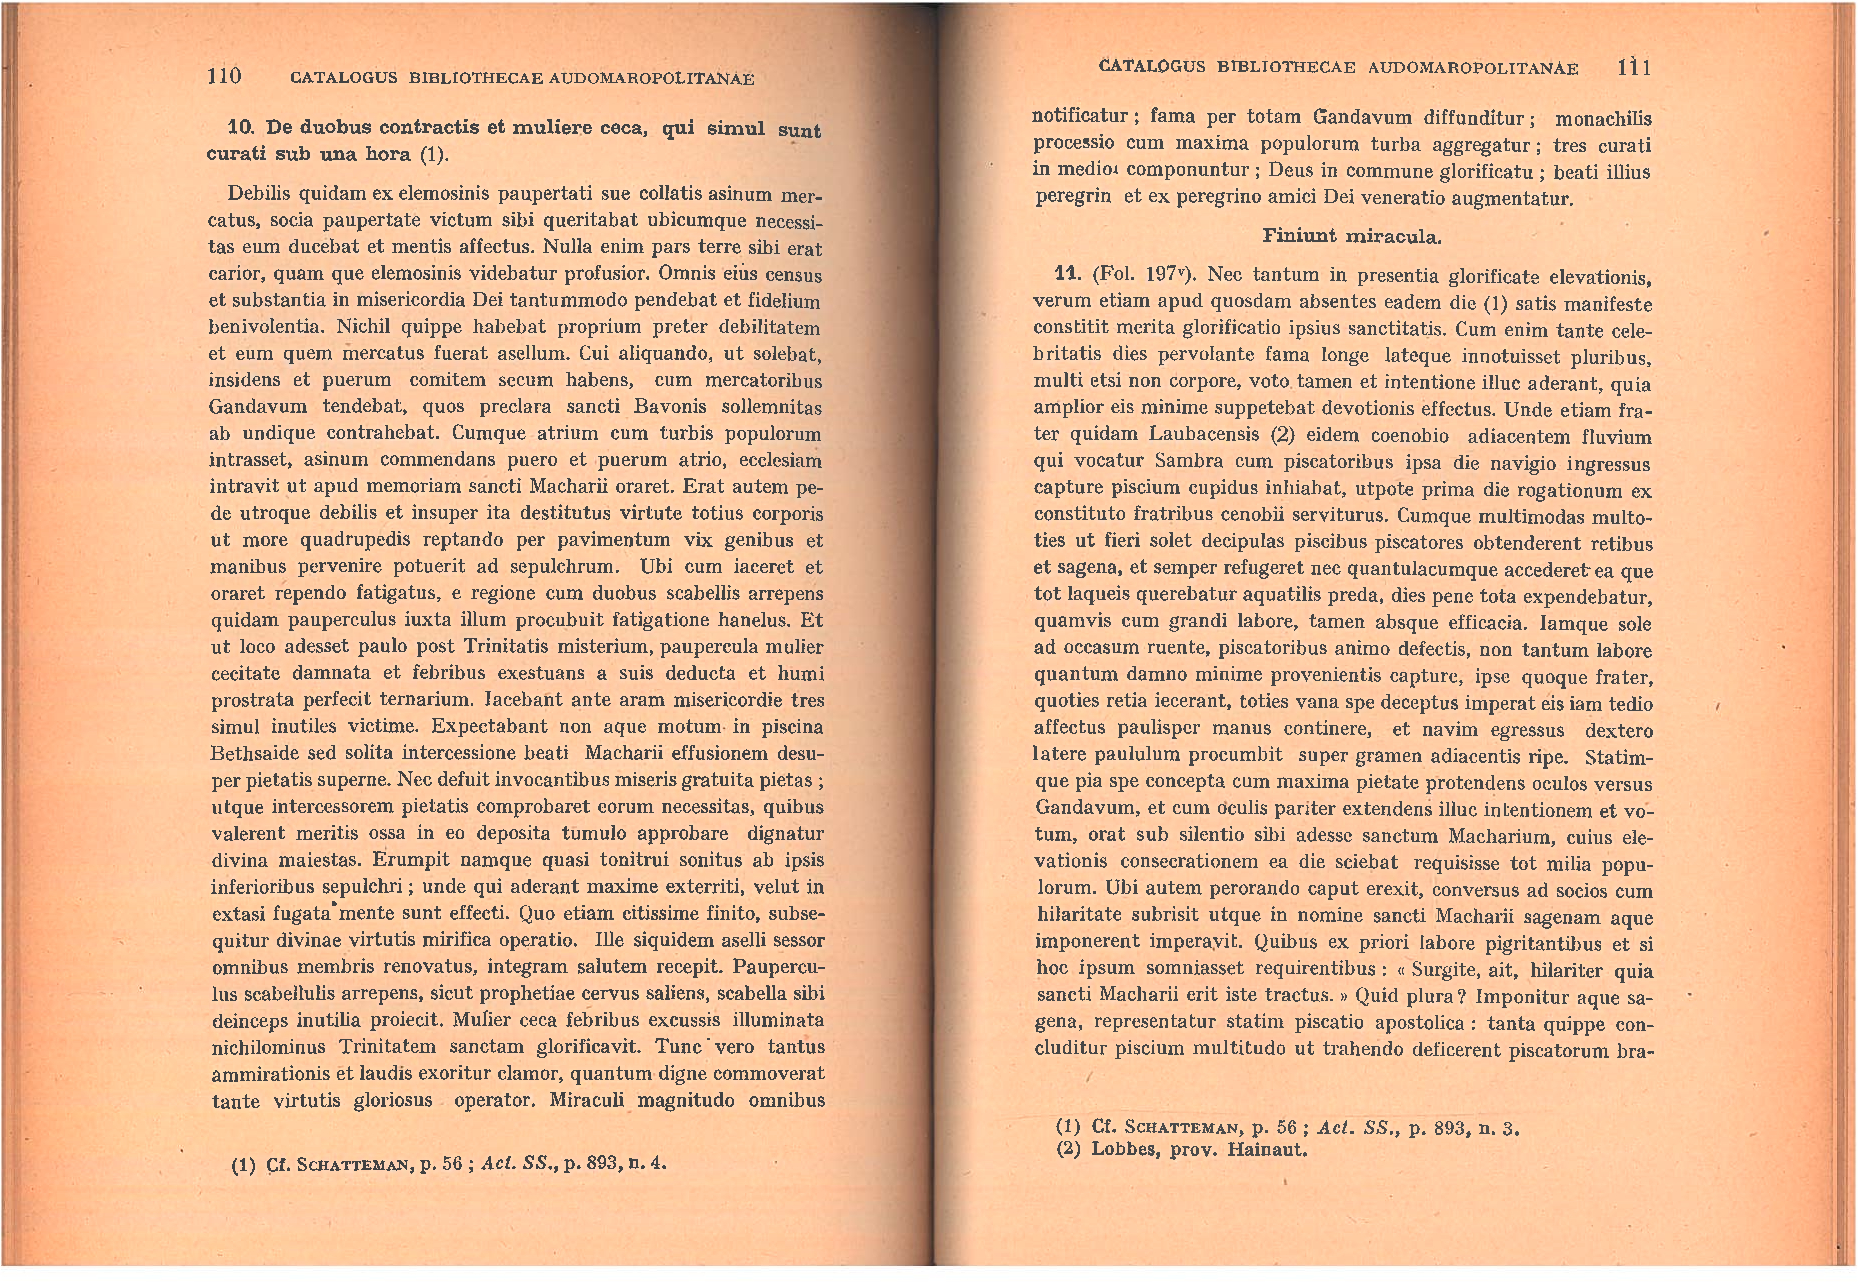 110 CATALOGUS BIBLIOTHECAE AUDOMAROPOLITANAE
10. De duobus contractis et muliere ceca, qui simul sunt
curati sub una hora (1).
Debilis quidam ex elemosinis paupertati sue collatis asinum mer-
catus, socia paupertate victum sibi queritabat ubicumque necessi-
tas eum ducebat et mentis affectus. Nulla enim pars terre sibi erat
carior, quam que elemosinis videbatur profusior. Omnis eius census
et substantia in misericordia Dei tantummodo pendebat et fidelium
benivolentia. Nichil quippe habebat proprium preter debilitatem
et eum quem mercatus fuerat asellum. Cui aliquando, ut solebat,
insidens et puerum comitem secum habens, cum mercatoribus
Gandavum tendebat, quos preclara sancti Bavonis sollemnitas
ab undique contrahebat. Cumque atrium cum turbis populorum
intrasset, asinum commendans puero et puerum atrio, ecclesiam
intravit ut apud memoriam sancti Macharii oraret. Erat autem pe-
de utroque debilis et insuper ita destitutus virtute totius corporis
ut more quadrupedis reptando per pavimentum vix genibus et
manibus pervenire potuerit ad sepulchrum. Ubi cum iaceret et
oraret rependo fatigatus, e regione cum duobus scabellis arrepens
quidam pauperculus iuxta illum procubuit fatigatione hanelus. Et
ut loco adesset paulo post Trinitatis misterium, paupercula mulier
cecitate damnata et febribus exestuans a suis deducta et humi
prostrata perfecit ternarium. Iacebant ante aram misericordie tres
simul inutiles victime. Expectabant non aque motum in piscina
Bethsaide sed solita intercessione beati Macharii effusionem desu-
per pietatis superne. Nec defuit invocantibus miseris gratuita pietas ;
utque intercessorem pietatis comprobaret eorum necessitas, quibus
valerent meritis ossa in eo deposita tumulo approbare dignatur
divina maiestas. Erumpit namque quasi tonitrui sonitus ab ipsis
inferioribus sepulchri ; unde qui aderant maxime exterriti, velut in
extasi fugata mente sunt effecti. Quo etiam citissime finito, subse-
quitur divinae virtutis mirifica operatio. Ille siquidem aselli sessor
omnibus membris renovatus, integram salutem recepit. Paupercu-
lus scabellulis arrepens, sicut prophetiae cervus saliens, scabella sibi
deinceps inutilia proiecit. Mulier ceca febribus excussis illuminata
nichilominus Trinitatem sanctam glorificavit. Tunc vero tantus
ammirationis et laudis exoritur clamor, quantum digne commoverat
tante virtutis gloriosus operator. Miraculi magnitudo omnibus
(1) Cf. SCHATTEMAN, p. 56 ; Act. SS., p. 893, n. 4.
CATALOGUS BIBLIOTHECAE AUDOMAROPOLITANAE 111
notificatur ; fama per totam Gandavum diffunditur ; monachilis
processio cum maxima populorum turba aggregatur ; tres curati
in medio componuntur ; Deus in commune glorificatu ; beati illius
peregrin et ex peregrino amici Dei veneratio augmentatur.
Finiunt miracula.
11. (Fol. 197v). Nec tantum in presentia glorificate elevationis,
verum etiam apud quosdam absentes eadem die (1) satis manifeste
constitit merita glorificatio ipsius sanctitatis. Cum enim tante cele-
britatis dies pervolante fama longe lateque innotuisset pluribus,
multi etsi non corpore, voto tamen et intentione illuc aderant, quia
amplior eis minime suppetebat devotionis effectus. Unde etiam fra-
ter quidam Laubacensis (2) eidem coenobio adiacentem fluvium
qui vocatur Sambra cum piscatoribus ipsa die navigio ingressus
capture piscium cupidus inhiabat, utpote prima die rogationum ex
constituto fratribus cenobii serviturus. Cumque multimodas multo-
ties ut fieri solet decipulas piscibus piscatores obtenderent retibus
et sagena, et semper refugeret nec quantulacumque accederet ea que
tot laqueis querebatur aquatilis preda, dies pene tota expendebatur,
quamvis cum grandi labore, tamen absque efficacia. Iamque sole
ad occasum ruente, piscatoribus animo defectis, non tantum labore
quantum damno minime provenientis capture, ipse quoque frater,
quoties retia iecerant, toties vana spe deceptus imperat eis iam tedio
affectus paulisper manus continere, et navim egressus dextero
latere paululum procumbit super gramen adiacentis ripe. Statim-
que pia spe concepta cum maxima pietate protendens oculos versus
Gandavum, et cum oculis pariter extendens illuc intentionem et vo-
tum, orat sub silentio sibi adesse sanctum Macharium, cuius ele-
vationis consecrationem ea die sciebat requisisse tot milia popu-
lorum. Ubi autem perorando caput erexit, conversus ad socios cum
hilaritate subrisit utque in nomine sancti Macharii sagenam aque
imponerent imperavit. Quibus ex priori labore pigritantibus et si
hoc ipsum somniasset requirentibus : « Surgite, ait, hilariter quia
sancti Macharii erit iste tractus. » Quid plura ? Imponitur aque sa-
gena, representatur statim piscatio apostolica : tanta quippe con-
cluditur piscium multitudo ut trahendo deficerent piscatorum bra-
(1) Cf. SCHATTEMAN, p. 56 ; Act. SS., p. 893, n. 3.
(2) Lobbes, prov. Hainaut.